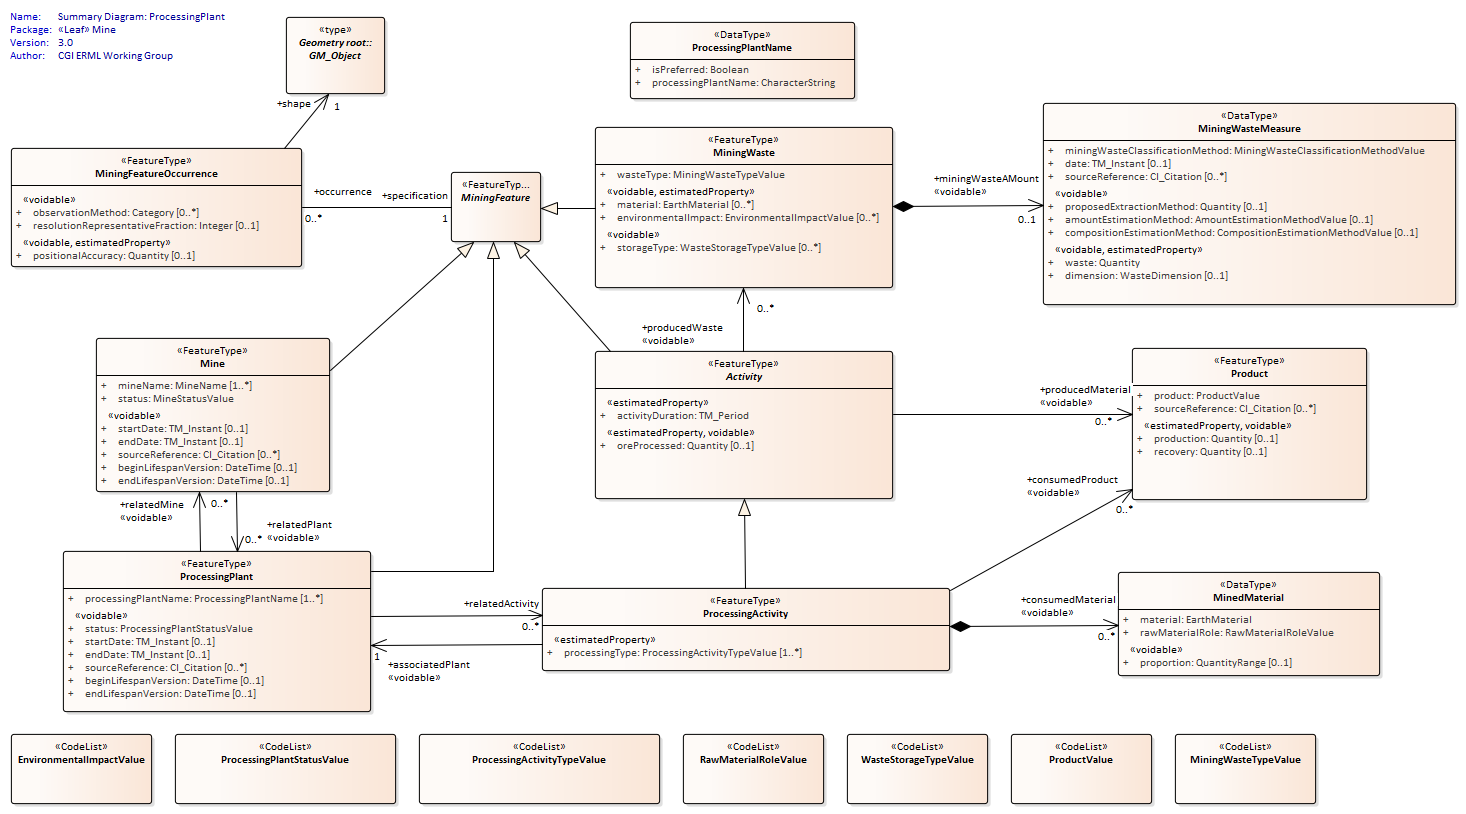 Name: Summary Diagram: ProcessingPlant
Package: «Leaf» Mine
Version: 3.0
Author: CGI ERML Working Group
«type»
Geometry root::
GM_Object
+shape
1
«DataType»
ProcessingPlantName
+ isPreferred: Boolean
+ processingPlantName: CharacterString
«FeatureType»
MiningFeatureOccurrence
«voidable»
+ observationMethod: Category [0..*]
+ resolutionRepresentativeFraction: Integer [0..1]
«voidable, estimatedProperty»
+ positionalAccuracy: Quantity [0..1]
+occurrence
0..*
+specification
1
«FeatureTyp...
MiningFeature
«FeatureType»
MiningWaste
+ wasteType: MiningWasteTypeValue
«voidable, estimatedProperty»
+ material: EarthMaterial [0..*]
+ environmentalImpact: EnvironmentalImpactValue [0..*]
«voidable»
+ storageType: WasteStorageTypeValue [0..*]
+miningWasteAMount
«voidable»
0..1
«DataType»
MiningWasteMeasure
+ miningWasteClassificationMethod: MiningWasteClassificationMethodValue
+ date: TM_Instant [0..1]
+ sourceReference: CI_Citation [0..*]
«voidable»
+ proposedExtractionMethod: Quantity [0..1]
+ amountEstimationMethod: AmountEstimationMethodValue [0..1]
+ compositionEstimationMethod: CompositionEstimationMethodValue [0..1]
«voidable, estimatedProperty»
+ waste: Quantity
+ dimension: WasteDimension [0..1]
0..*
+producedWaste
«voidable»
«FeatureType»
Mine
+ mineName: MineName [1..*]
+ status: MineStatusValue
«voidable»
+ startDate: TM_Instant [0..1]
+ endDate: TM_Instant [0..1]
+ sourceReference: CI_Citation [0..*]
+ beginLifespanVersion: DateTime [0..1]
+ endLifespanVersion: DateTime [0..1]
«FeatureType»
Activity
«estimatedProperty»
+ activityDuration: TM_Period
«estimatedProperty, voidable»
+ oreProcessed: Quantity [0..1]
+producedMaterial
«voidable»
0..*
«FeatureType»
Product
+ product: ProductValue
+ sourceReference: CI_Citation [0..*]
«estimatedProperty, voidable»
+ production: Quantity [0..1]
+ recovery: Quantity [0..1]
+consumedProduct
«voidable»
0..*
+relatedMine
«voidable»
0..*
+relatedPlant
0..* «voidable»
«FeatureType»
ProcessingPlant
+ processingPlantName: ProcessingPlantName [1..*]
«voidable»
+ status: ProcessingPlantStatusValue
+ startDate: TM_Instant [0..1]
+ endDate: TM_Instant [0..1]
+ sourceReference: CI_Citation [0..*]
+ beginLifespanVersion: DateTime [0..1]
+ endLifespanVersion: DateTime [0..1]
+relatedActivity
0..*
1
+associatedPlant
«voidable»
«FeatureType»
ProcessingActivity
«estimatedProperty»
+ processingType: ProcessingActivityTypeValue [1..*]
+consumedMaterial
«voidable»
0..*
«DataType»
MinedMaterial
+ material: EarthMaterial
+ rawMaterialRole: RawMaterialRoleValue
«voidable»
+ proportion: QuantityRange [0..1]
«CodeList»
EnvironmentalImpactValue
«CodeList»
ProcessingPlantStatusValue
«CodeList»
ProcessingActivityTypeValue
«CodeList»
RawMaterialRoleValue
«CodeList»
WasteStorageTypeValue
«CodeList»
ProductValue
«CodeList»
MiningWasteTypeValue